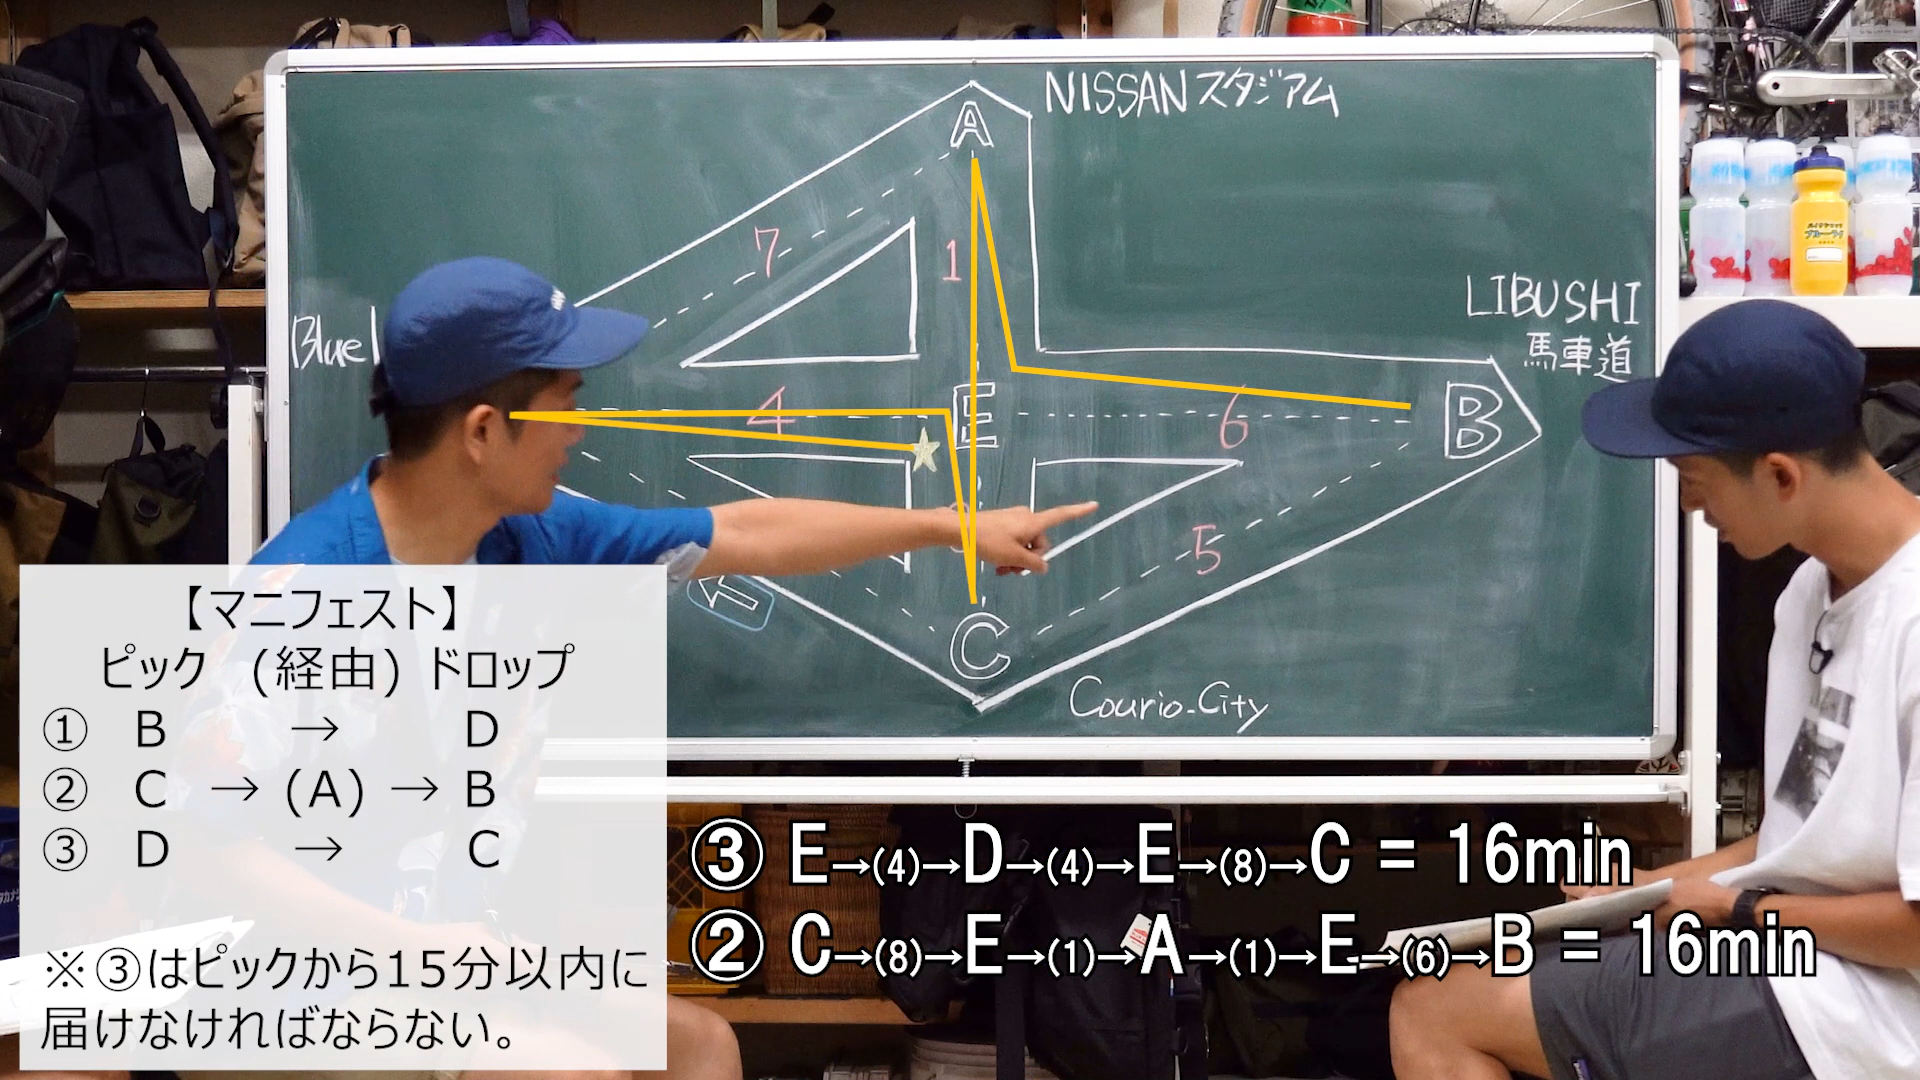 NISSANスタジアム
A
7
1
LIBUSHI
馬車道
4
E
6
B
5
C
Courio-City
【マニフェスト】
ピック (経由) ドロップ
① B → D
② C → (A) → B
③ D → C
※③はピックから15分以内に
届けなければならない。
③ E→(4)→D→(4)→E→(8)→C = 16min
② C→(8)→E→(1)→A→(1)→E→(6)→B = 16min